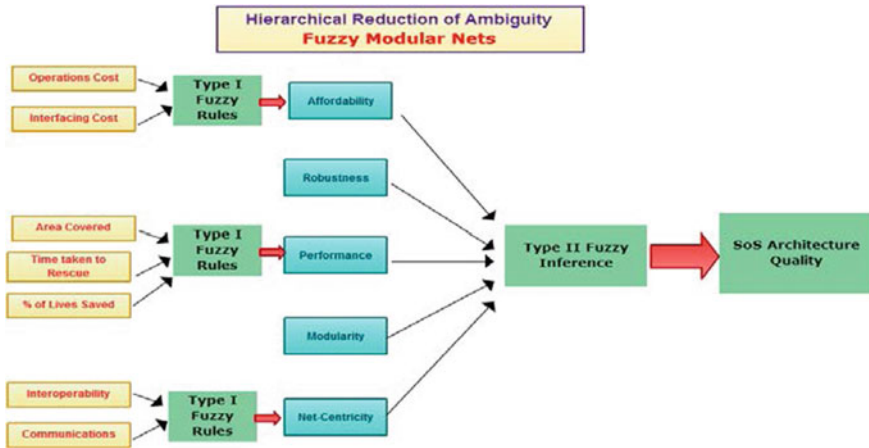 Hierarchical Reduction of Ambiguity
Fuzzy Modular Nets
Operations Cost
Interfacing Cost
Type I
Fuzzy
Rules
Affordability
Robustness
Area Covered
Time taken to
Rescue
% of Lives Saved
Type I
Fuzzy
Rules
Performance
Modularity
Interoperability
Communications
Type I
Fuzzy
Rules
Net-Centricity
Type II Fuzzy
Inference
SoS Architecture
Quality